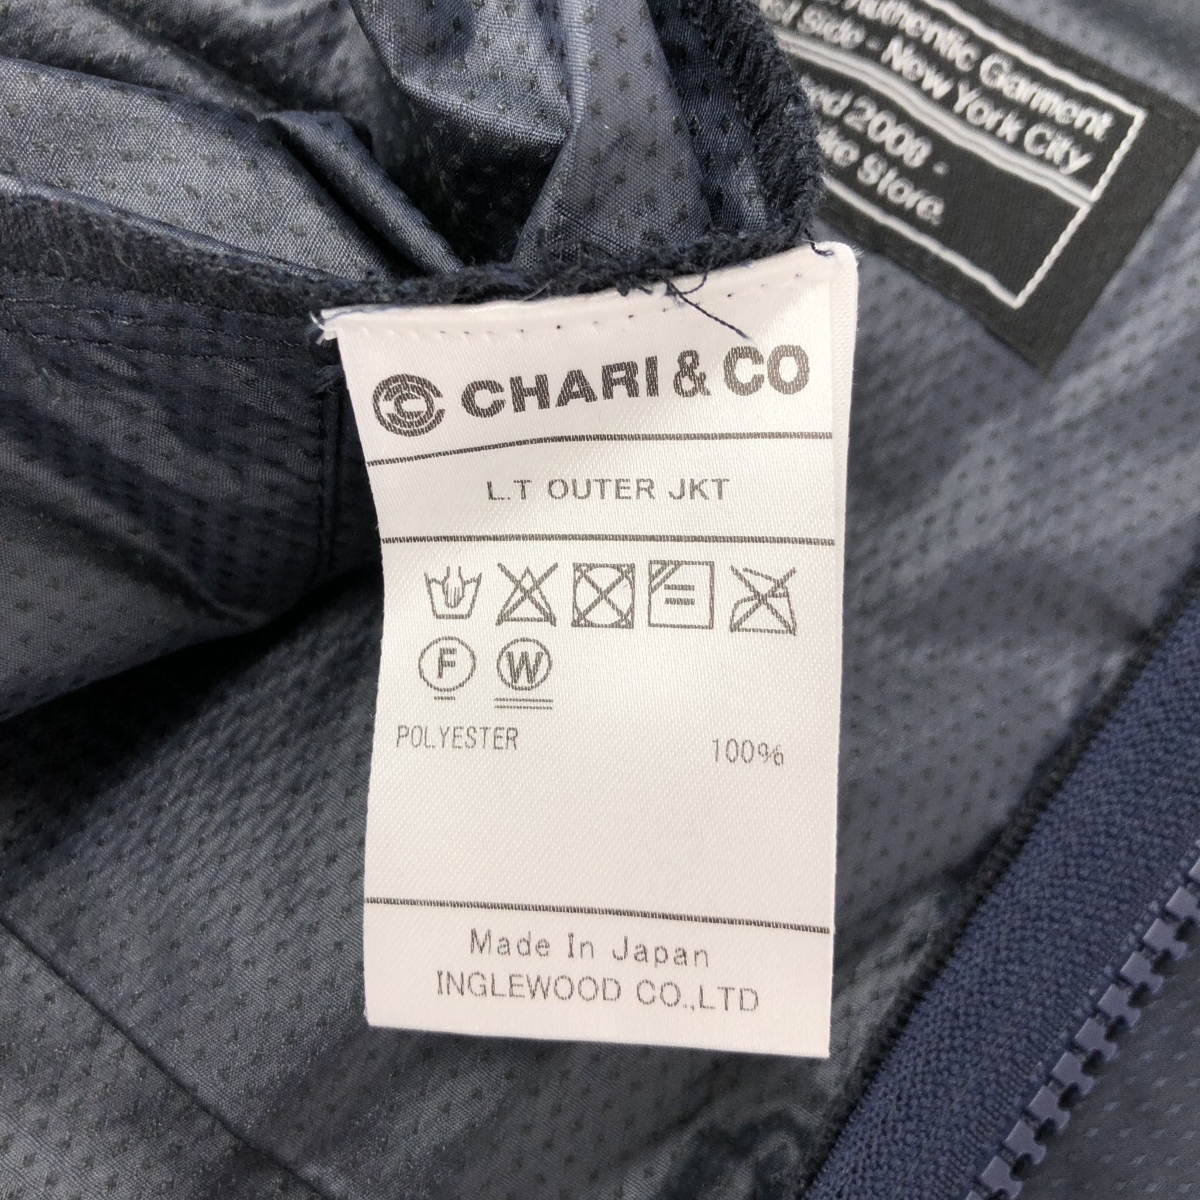 Authentic Garment
Side - New York City
2008 -
Store.
CHARI & CO
L.T OUTER JKT
F W
POLYESTER 100%
Made In Japan
INGLEWOOD CO.,LTD